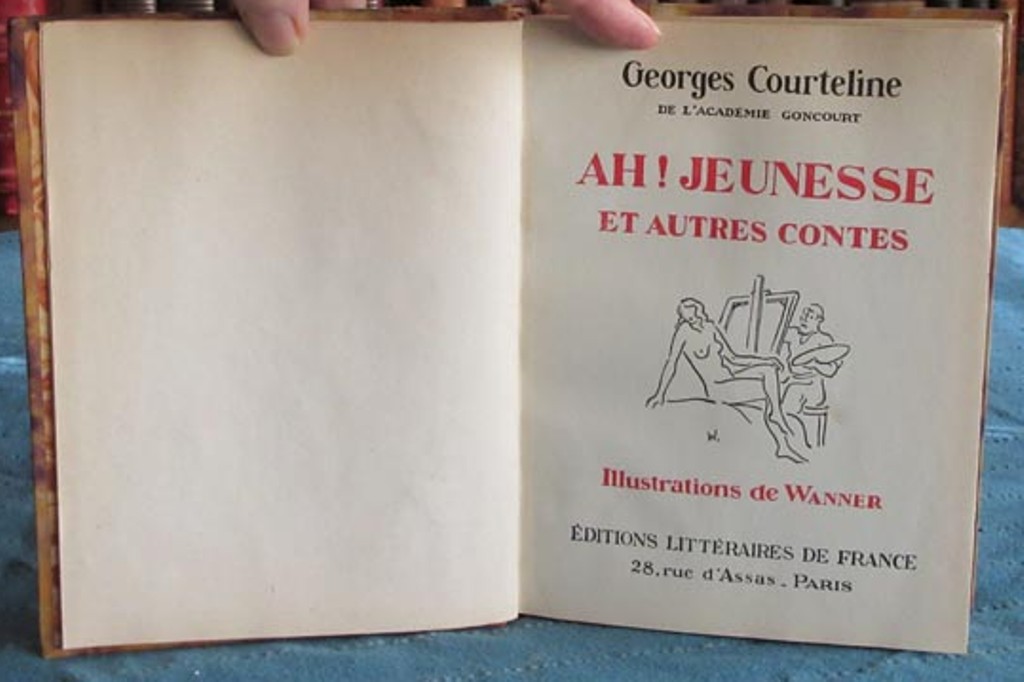 Georges Courteline
DE L'ACADÉMIE GONCOURT
AH! JEUNESSE
ET AUTRES CONTES
W.
Illustrations de WANNER
ÉDITIONS LITTÉRAIRES DE FRANCE
28, rue d'Assas - PARIS